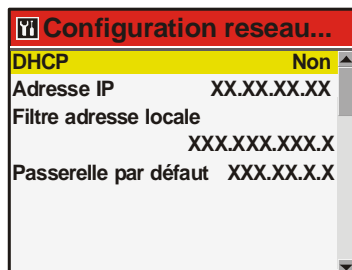 Configuration reseau...
DHCP Non
Adresse IP XX.XX.XX.XX
Filtre adresse locale
XXX.XXX.XXX.X
Passerelle par défaut XXX.XX.X.X